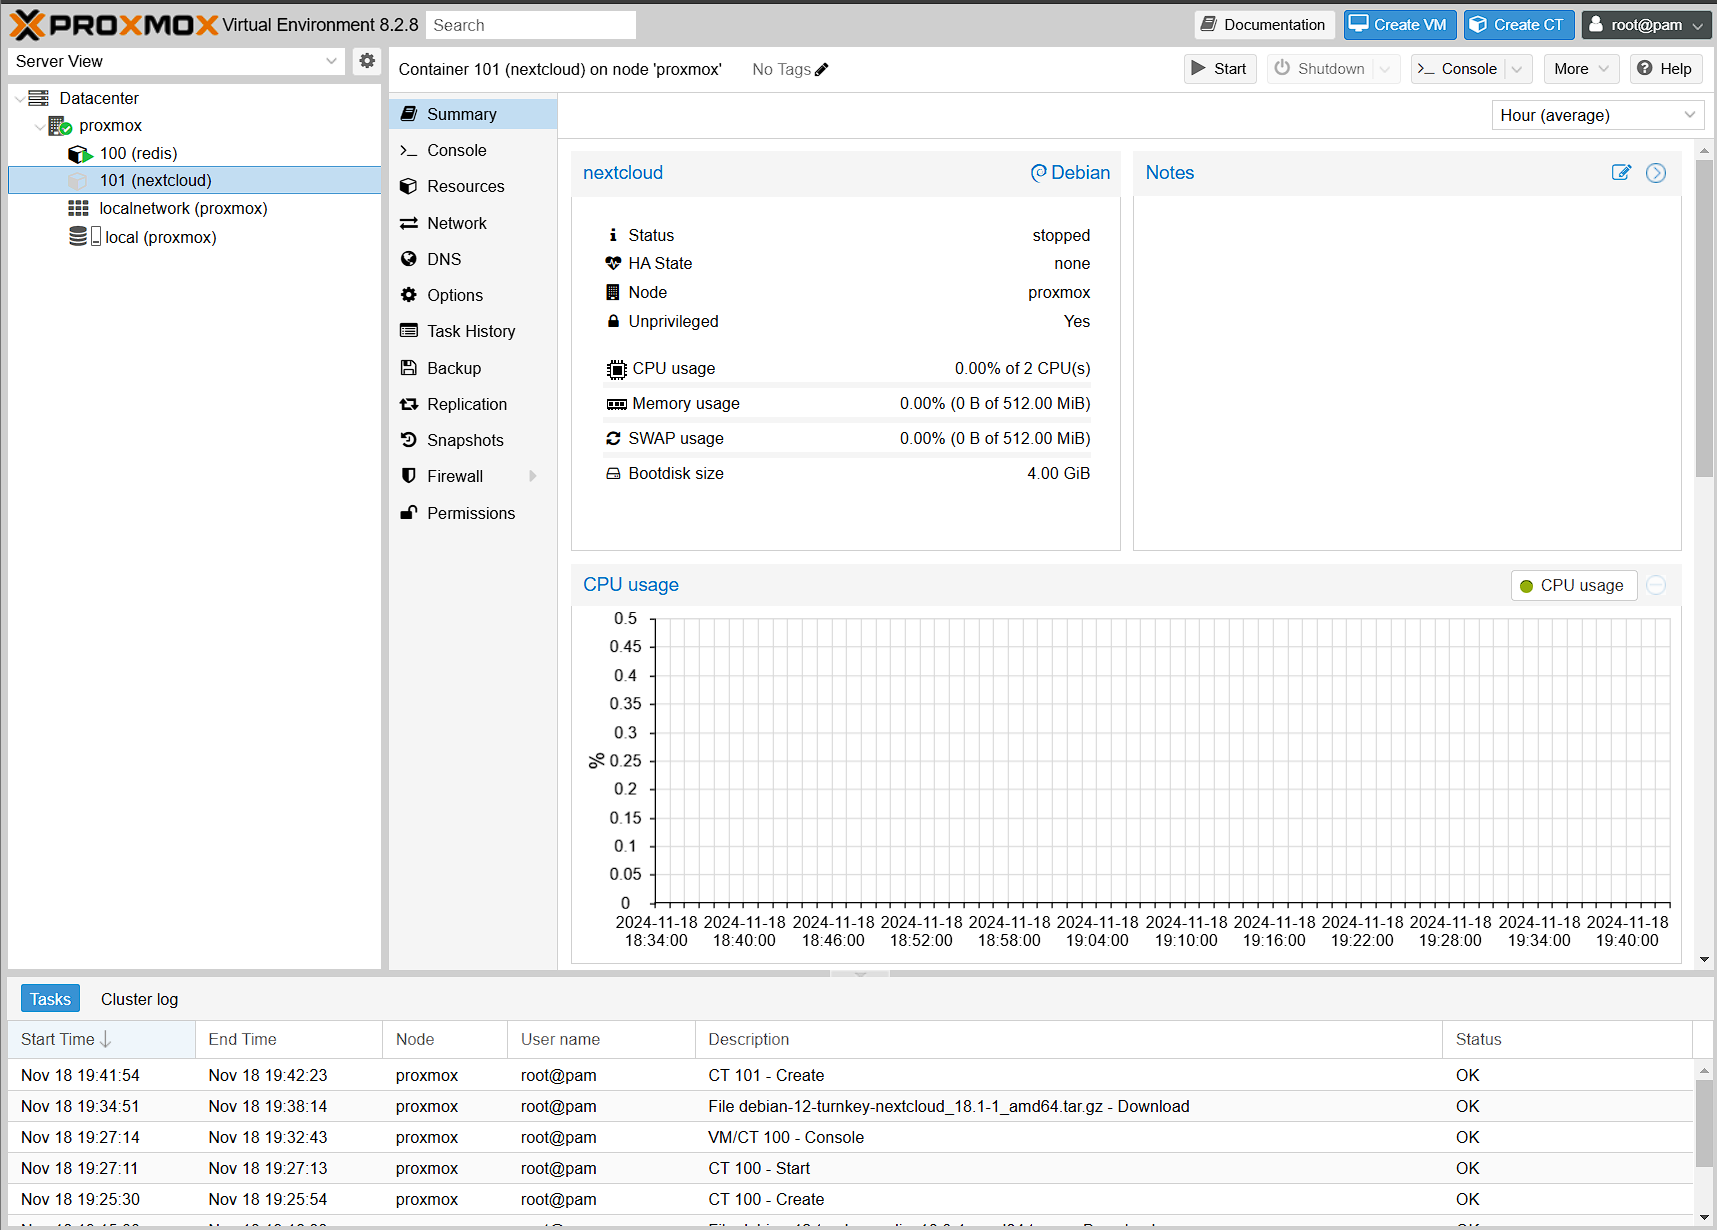 PROXMOX Virtual Environment 8.2.8 Search Documentation Create VM Create CT root@pam
Server View
Container 101 (nextcloud) on node 'proxmox' No Tags Start Shutdown Console More Help
Datacenter
proxmox
100 (redis)
101 (nextcloud)
localnetwork (proxmox)
local (proxmox)
Summary
Console
Resources
Network
DNS
Options
Task History
Backup
Replication
Snapshots
Firewall
Permissions
Hour (average)
nextcloud Debian
Status stopped
HA State none
Node proxmox
Unprivileged Yes
CPU usage 0.00% of 2 CPU(s)
Memory usage 0.00% (0 B of 512.00 MiB)
SWAP usage 0.00% (0 B of 512.00 MiB)
Bootdisk size 4.00 GiB
Notes
CPU usage CPU usage
0.5
0.45
0.4
0.35
0.3
% 0.25
0.2
0.15
0.1
0.05
0
2024-11-18 2024-11-18 2024-11-18 2024-11-18 2024-11-18 2024-11-18 2024-11-18 2024-11-18 2024-11-18 2024-11-18 2024-11-18 2024-11-18
18:34:00 18:40:00 18:46:00 18:52:00 18:58:00 19:04:00 19:10:00 19:16:00 19:22:00 19:28:00 19:34:00 19:40:00
Tasks Cluster log
Start Time End Time Node User name Description Status
Nov 18 19:41:54 Nov 18 19:42:23 proxmox root@pam CT 101 - Create OK
Nov 18 19:34:51 Nov 18 19:38:14 proxmox root@pam File debian-12-turnkey-nextcloud_18.1-1_amd64.tar.gz - Download OK
Nov 18 19:27:14 Nov 18 19:32:43 proxmox root@pam VM/CT 100 - Console OK
Nov 18 19:27:11 Nov 18 19:27:13 proxmox root@pam CT 100 - Start OK
Nov 18 19:25:30 Nov 18 19:25:54 proxmox root@pam CT 100 - Create OK